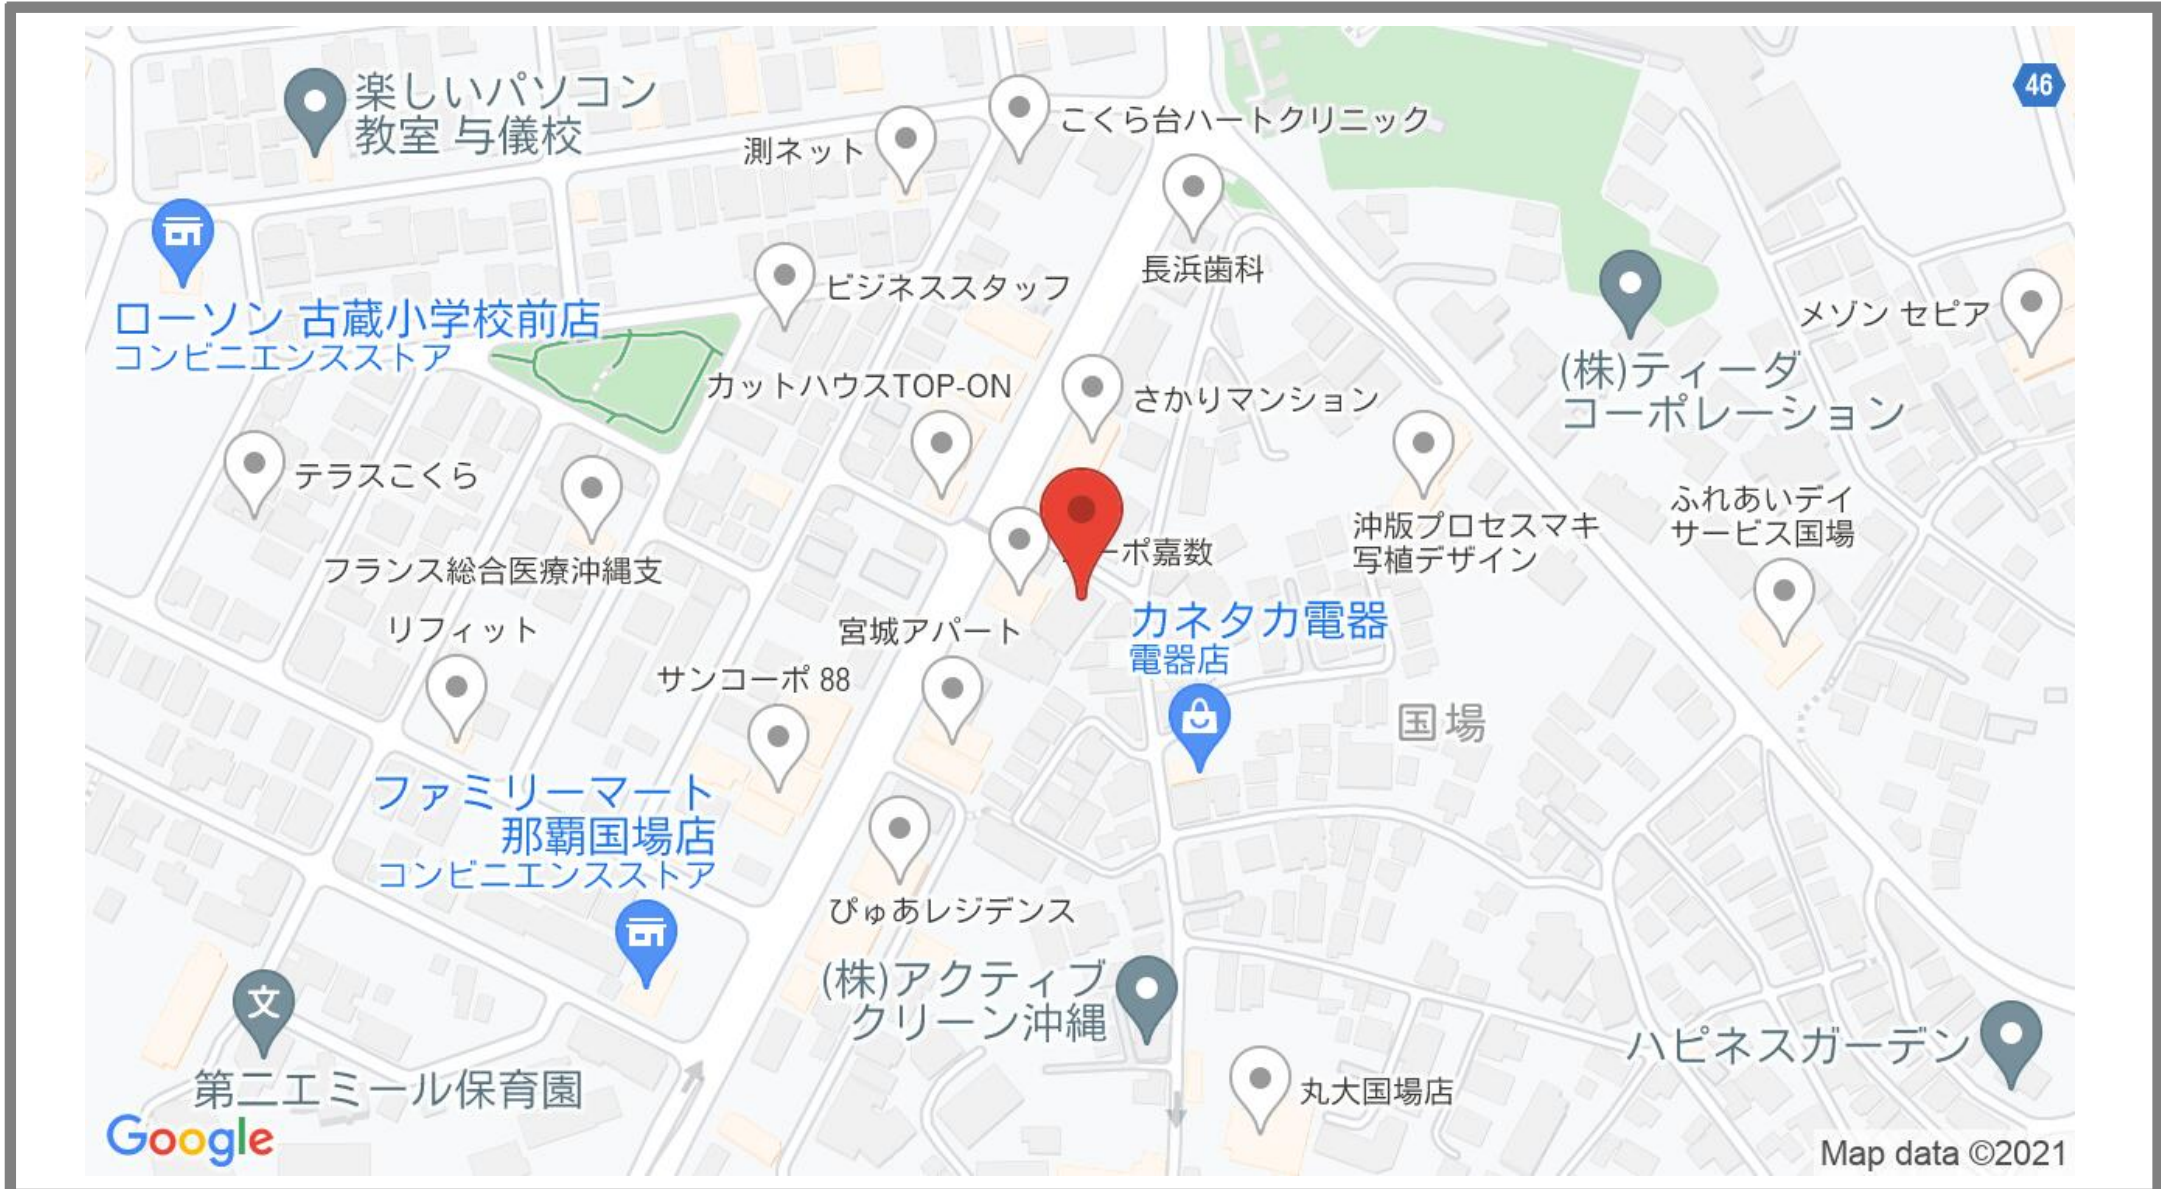 楽しいパソコン
教室 与儀校
46
こくら台ハートクリニック
測ネット
長浜歯科
ビジネススタッフ
ローソン 古蔵小学校前店
コンビニエンスストア
メゾン セピア
(株)ティーダ
コーポレーション
カットハウスTOP-ON
さかりマンション
テラスこくら
ふれあいデイ
サービス国場
沖版プロセスマキ
写植デザイン
ーポ嘉数
フランス総合医療沖縄支
リフィット
宮城アパート
カネタカ電器
電器店
サンコーポ 88
国場
ファミリーマート
那覇国場店
コンビニエンスストア
ぴゅあレジデンス
(株)アクティブ
クリーン沖縄
文
第二エミール保育園
ハピネスガーデン
丸大国場店
Google
Map data ©2021